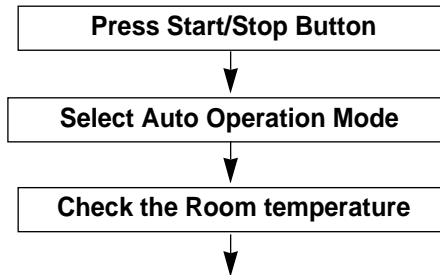 Press Start/Stop Button
Select Auto Operation Mode
Check the Room temperature